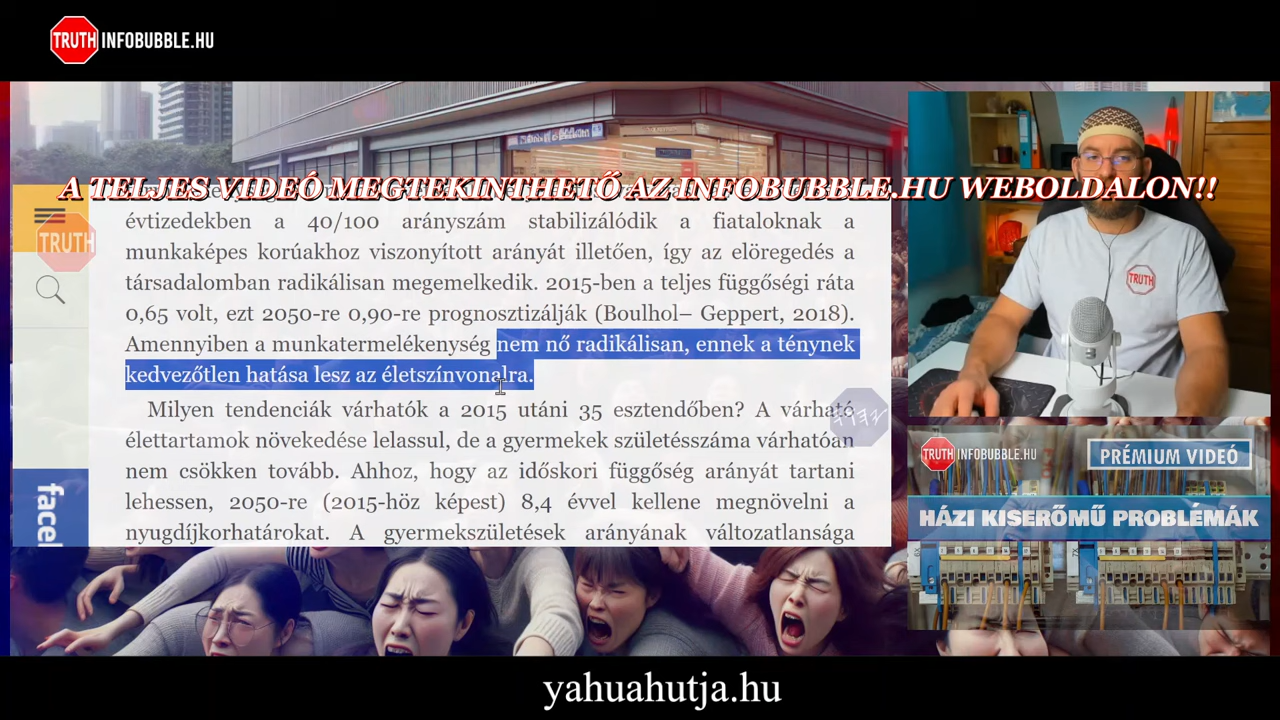 TRUTH INFOBUBBLE.HU
A TELJES VIDEÓ MEGTEKINTHETŐ AZ INFOBUBBLE.HU WEBOLDALON!!
évtizedekben a 40/100 arányszám stabilizálódik a fiataloknak a
munkaképes korúakhoz viszonyított arányát illetően, így az elöregedés a
társadalomban radikálisan megemelkedik. 2015-ben a teljes függőségi ráta
0,65 volt, ezt 2050-re 0,90-re prognosztizálják (Boulhol– Geppert, 2018).
Amennyiben a munkatermelékenység nem nő radikálisan, ennek a ténynek
kedvezőtlen hatása lesz az életszínvonalra.
Milyen tendenciák várhatók a 2015 utáni 35 esztendőben? A várható
élettartamok növekedése lelassul, de a gyermekek születésszáma várhatóan
nem csökken tovább. Ahhoz, hogy az időskori függőség arányát tartani
lehessen, 2050-re (2015-höz képest) 8,4 évvel kellene megnövelni a
nyugdíjkorhatárokat. A gyermekszületések arányának változatlansága
TRUTH
facel
TRUTH
TRUTH INFOBUBBLE.HU
PRÉMIUM VIDEÓ
HÁZI KISERŐMŰ PROBLÉMÁK
yahuahutja.hu